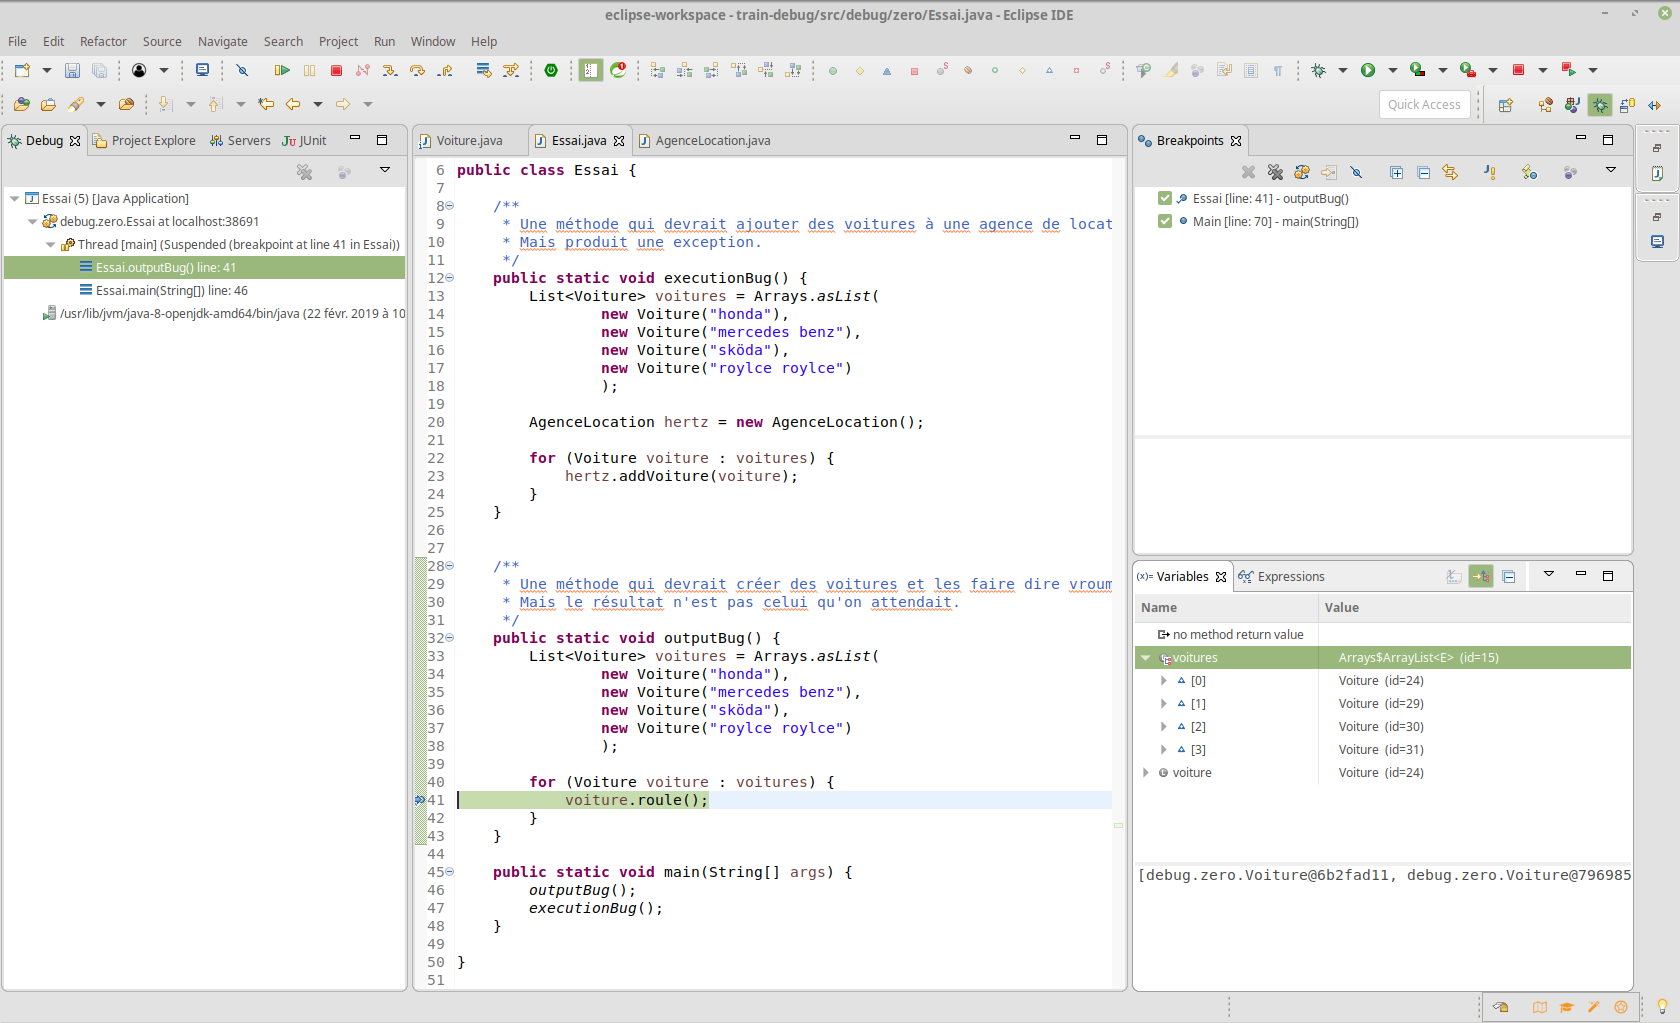 eclipse-workspace - train-debug/src/debug/zero/Essai.java - Eclipse IDE
File Edit Refactor Source Navigate Search Project Run Window Help
Quick Access
Debug Project Explore Servers JUnit
Essai (5) [Java Application]
debug.zero.Essai at localhost:38691
Thread [main] (Suspended (breakpoint at line 41 in Essai))
Essai.outputBug() line: 41
Essai.main(String[]) line: 46
/usr/lib/jvm/java-8-openjdk-amd64/bin/java (22 févr. 2019 à 10
Voiture.java Essai.java AgenceLocation.java
6 public class Essai {
7
8 /**
9 * Une méthode qui devrait ajouter des voitures à une agence de locat
10 * Mais produit une exception.
11 */
12 public static void executionBug() {
13 List<Voiture> voitures = Arrays.asList(
14 new Voiture("honda"),
15 new Voiture("mercedes benz"),
16 new Voiture("sköda"),
17 new Voiture("roylce roylce")
18 );
19
20 AgenceLocation hertz = new AgenceLocation();
21
22 for (Voiture voiture : voitures) {
23 hertz.addVoiture(voiture);
24 }
25 }
26
27
28 /**
29 * Une méthode qui devrait créer des voitures et les faire dire vroum
30 * Mais le résultat n'est pas celui qu'on attendait.
31 */
32 public static void outputBug() {
33 List<Voiture> voitures = Arrays.asList(
34 new Voiture("honda"),
35 new Voiture("mercedes benz"),
36 new Voiture("sköda"),
37 new Voiture("roylce roylce")
38 );
39
40 for (Voiture voiture : voitures) {
41 voiture.roule();
42 }
43 }
44
45 public static void main(String[] args) {
46 outputBug();
47 executionBug();
48 }
49
50 }
51
Breakpoints
Essai [line: 41] - outputBug()
Main [line: 70] - main(String[])
(x)= Variables Expressions
Name Value
no method return value
voitures Arrays$ArrayList<E> (id=15)
[0] Voiture (id=24)
[1] Voiture (id=29)
[2] Voiture (id=30)
[3] Voiture (id=31)
voiture Voiture (id=24)
[debug.zero.Voiture@6b2fad11, debug.zero.Voiture@796985